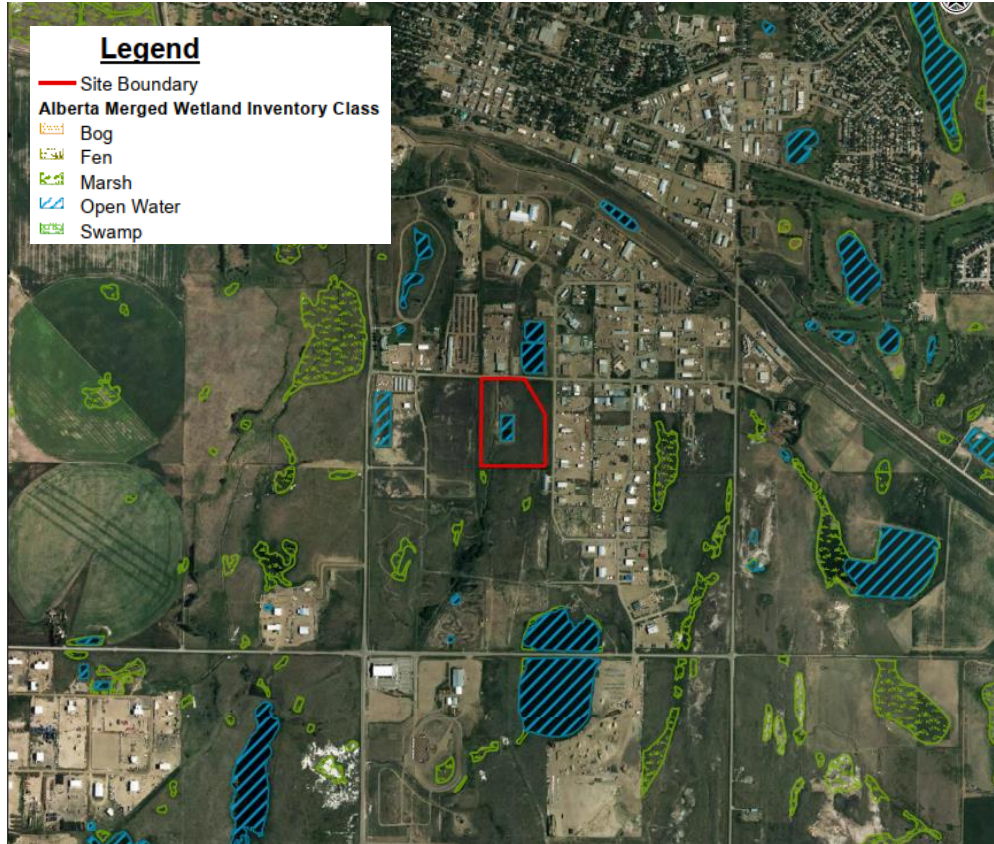 Legend
Site Boundary
Alberta Merged Wetland Inventory Class
Bog
Fen
Marsh
Open Water
Swamp